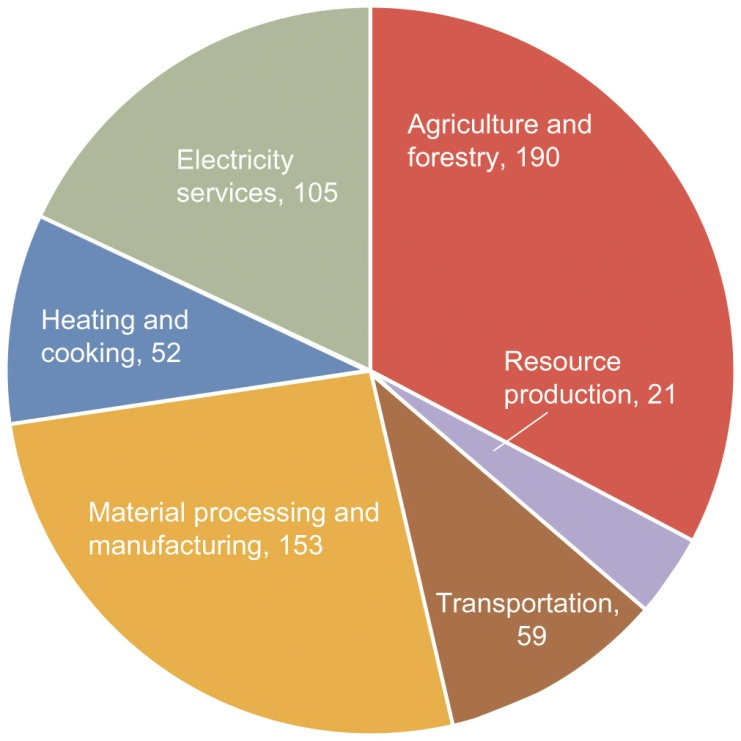 Agriculture and
forestry, 190
Resource
production, 21
Transportation,
59
Material processing and
manufacturing, 153
Heating and
cooking, 52
Electricity
services, 105